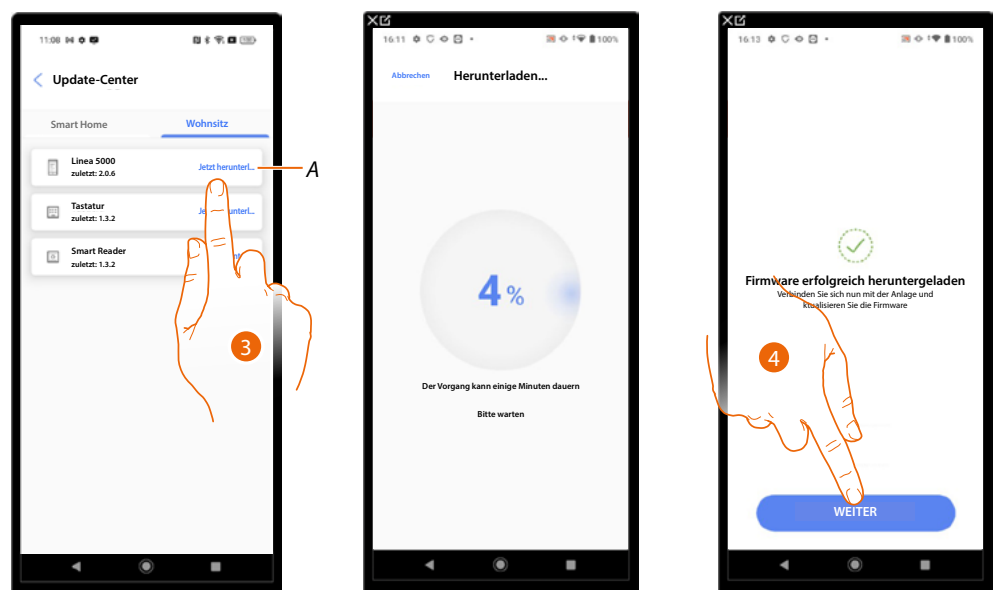 11:08
Update-Center
Smart Home
Wohnsitz
Linea 5000
zuletzt: 2.0.6
Jetzt herunterl...
A
Tastatur
zuletzt: 1.3.2
unterl...
Smart Reader
zuletzt: 1.3.2
3
16:11
100%
Abbrechen
Herunterladen...
4 %
Der Vorgang kann einige Minuten dauern
Bitte warten
16:13
100%
Firmware erfolgreich heruntergeladen
Verbinden Sie sich nun mit der Anlage und
ktualisieren Sie die Firmware
4
WEITER